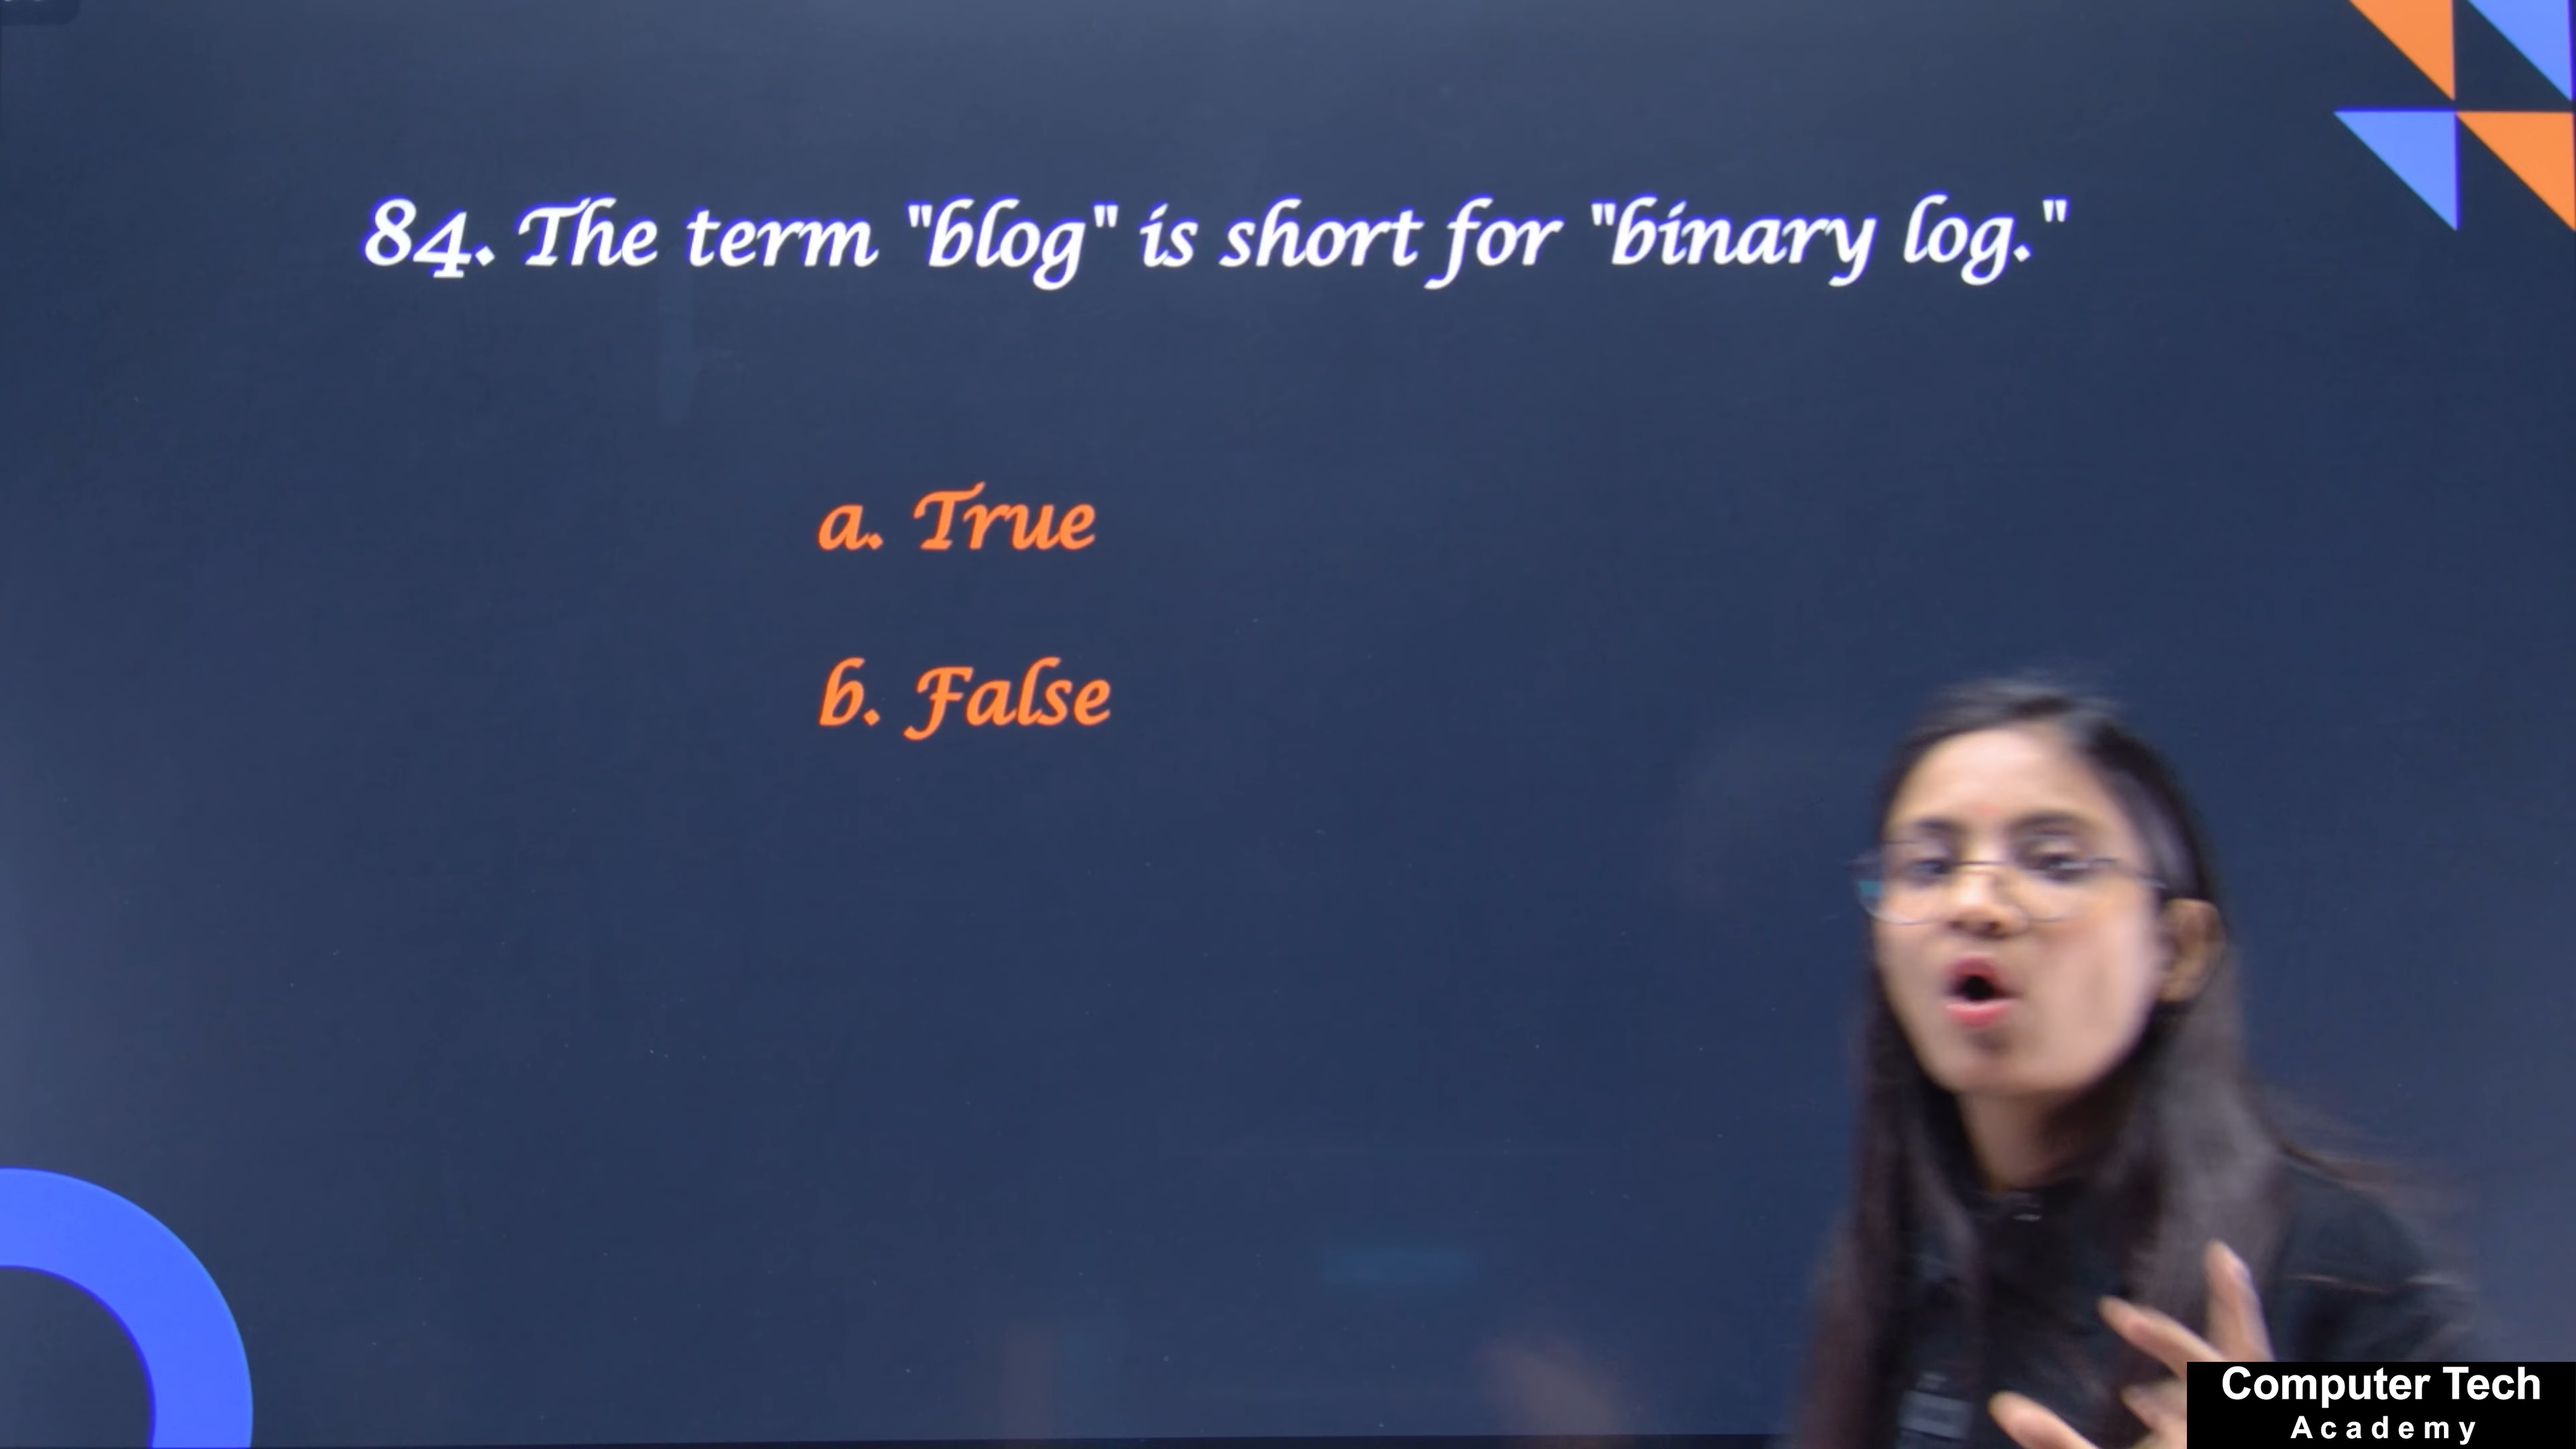 84. The term "blog" is short for "binary log."
a. True
b. False
Computer Tech
Academy